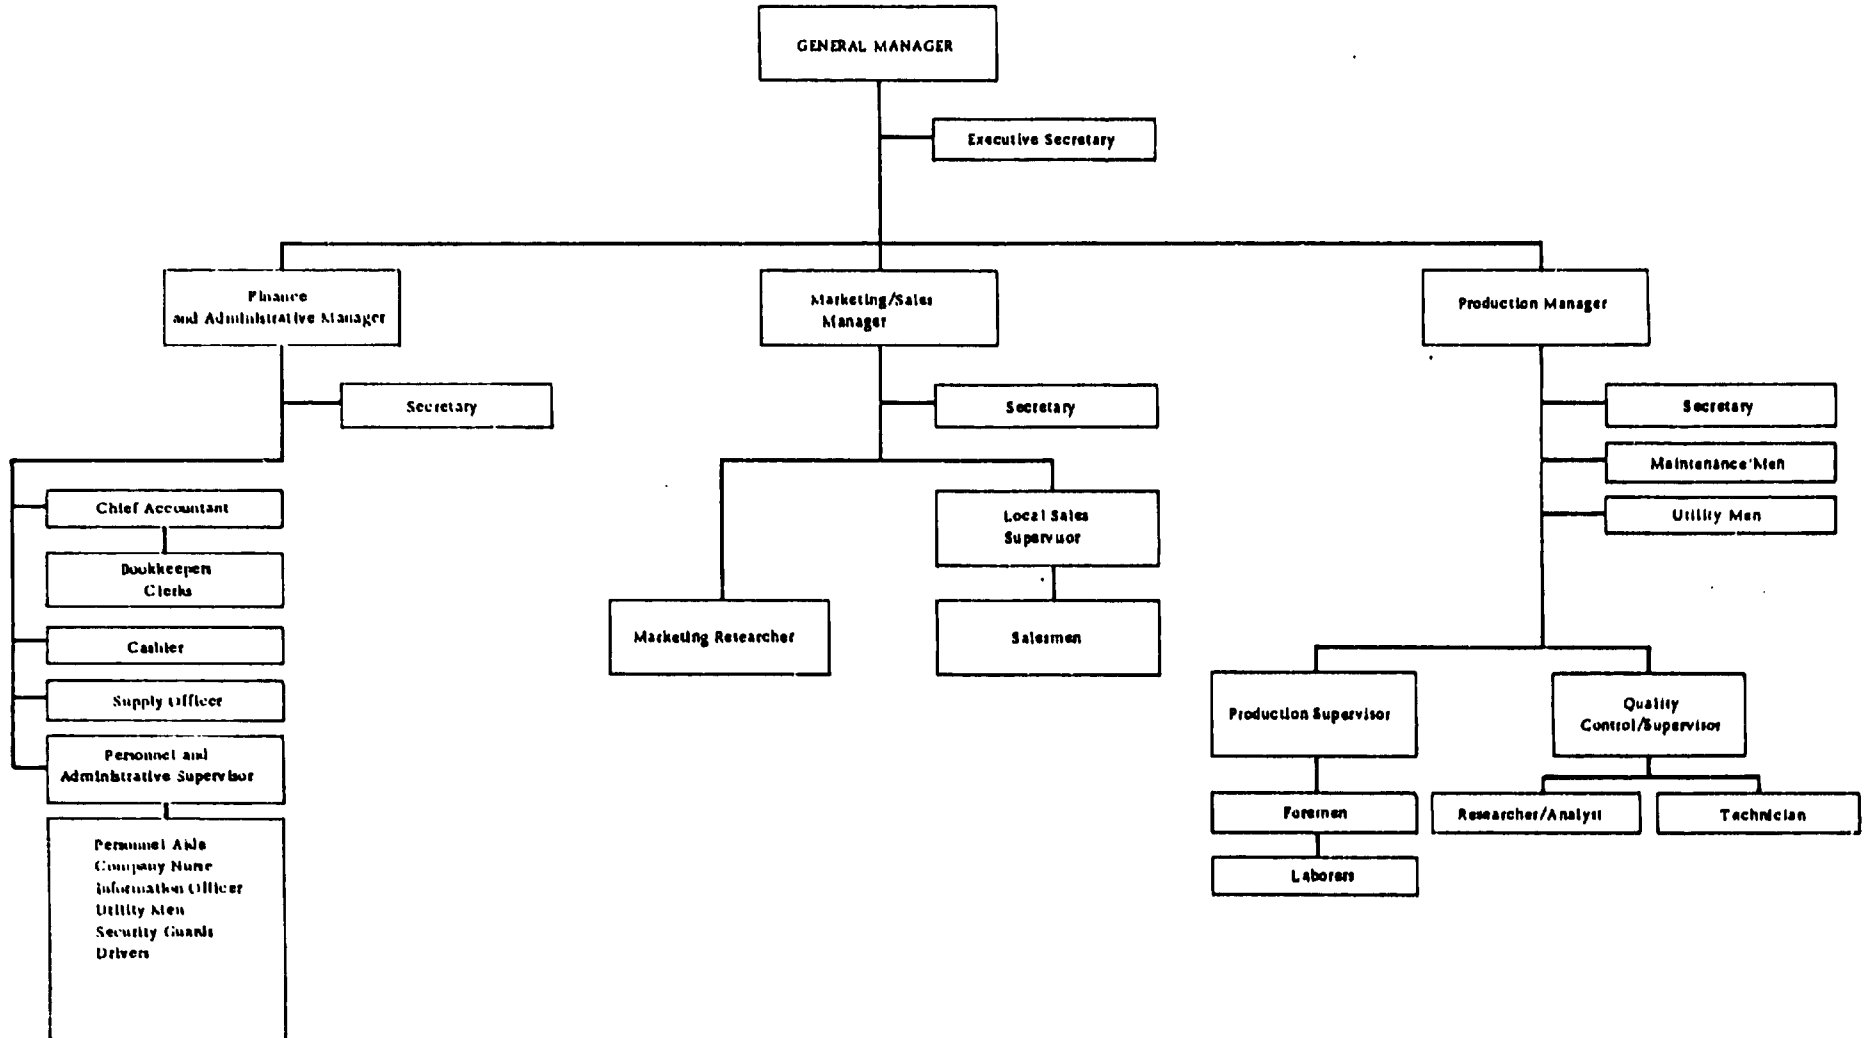 GENERAL MANAGER
Executive Secretary
Finance
and Administrative Manager
Marketing/Sales
Manager
Production Manager
Secretary
Secretary
Secretary
Maintenance Men
Utility Men
Chief Accountant
Bookkeepers
Clerks
Cashier
Supply Officer
Personnel and
Administrative Supervisor
Personnel Aide
Company Nurse
Information Officer
Utility Men
Security Guards
Drivers
Local Sales
Supervisor
Marketing Researcher
Salesmen
Production Supervisor
Foremen
Laborers
Quality
Control/Supervisor
Researcher/Analyst
Technician